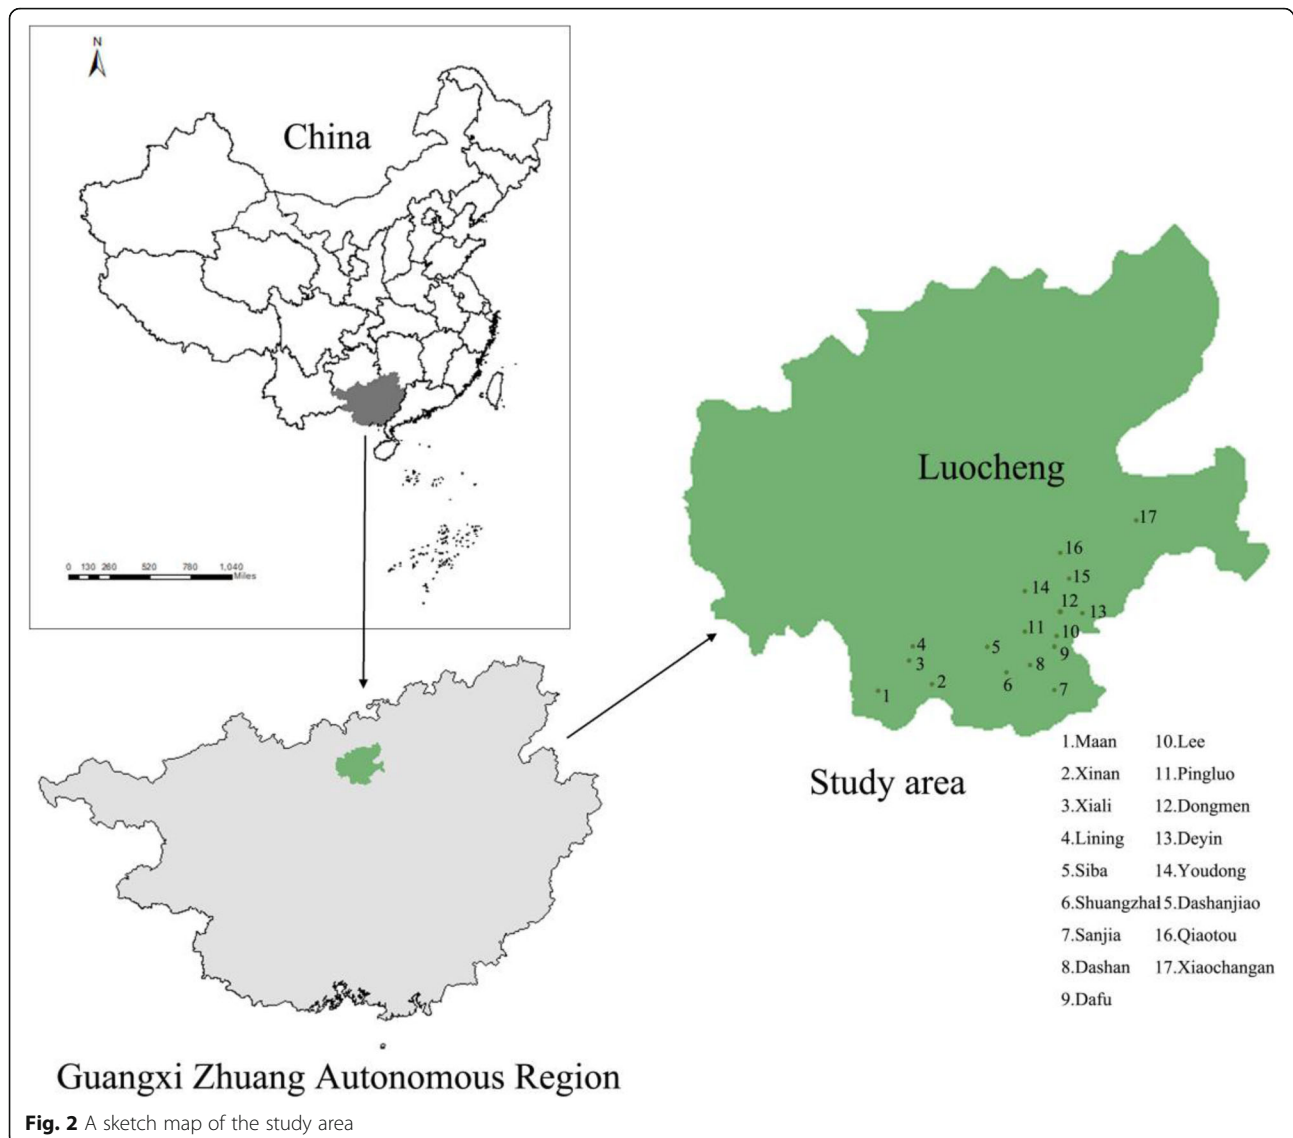 N
China
0 130 260 520 780 1,040
Miles
Luocheng
17
16
15
14
12
13
11
10
4
5
9
3
8
6
2
7
1
Study area
1.Maan 10.Lee
2.Xinan 11.Pingluo
3.Xiali 12.Dongmen
4.Lining 13.Deyin
5.Siba 14.Youdong
6.Shuangzhai 15.Dashanjiao
7.Sanjia 16.Qiaotou
8.Dashan 17.Xiaochangan
9.Dafu
Guangxi Zhuang Autonomous Region
Fig. 2 A sketch map of the study area